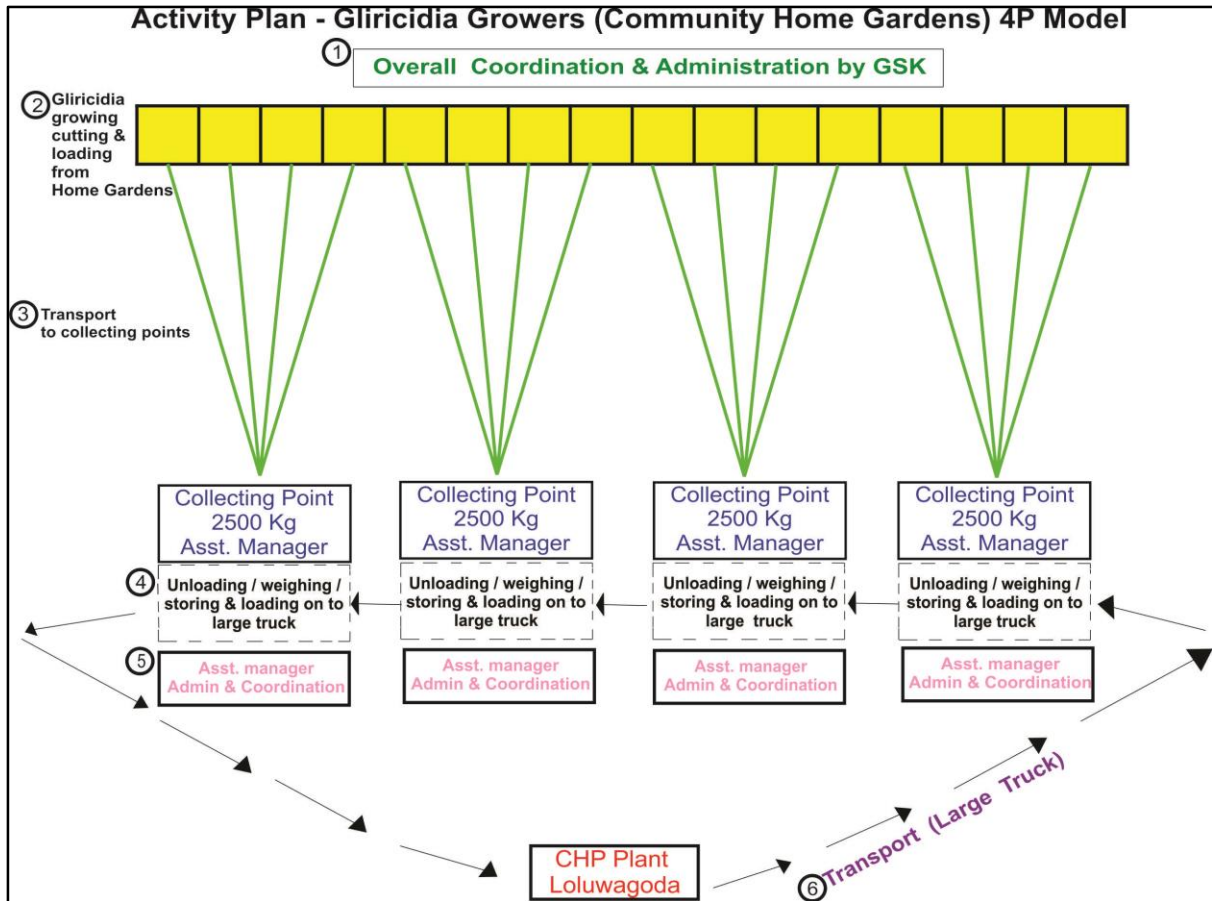 Activity Plan - Gliricidia Growers (Community Home Gardens) 4P Model
1
Overall Coordination & Administration by GSK
2
Gliricidia
growing
cutting &
loading
from
Home Gardens
3
Transport
to collecting points
Collecting Point
2500 Kg
Asst. Manager
Collecting Point
2500 Kg
Asst. Manager
Collecting Point
2500 Kg
Asst. Manager
Collecting Point
2500 Kg
Asst. Manager
4
Unloading / weighing /
storing & loading on to
large truck
Unloading / weighing /
storing & loading on to
large truck
Unloading / weighing /
storing & loading on to
large truck
Unloading / weighing /
storing & loading on to
large truck
5
Asst. manager
Admin & Coordination
Asst. manager
Admin & Coordination
Asst. manager
Admin & Coordination
Asst. manager
Admin & Coordination
CHP Plant
Loluwagoda
6
Transport (Large Truck)